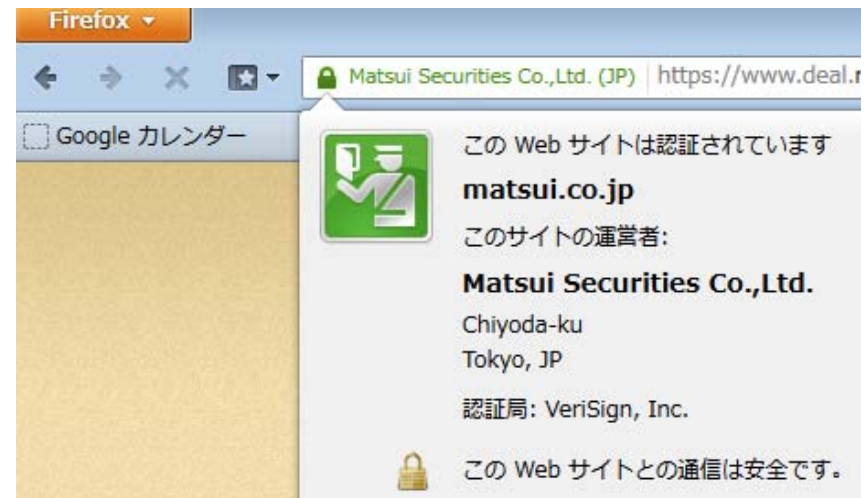 Firefox
Matsui Securities Co.,Ltd. (JP) https://www.deal.
Google カレンダー
この Web サイトは認証されています
matsui.co.jp
このサイトの運営者:
Matsui Securities Co.,Ltd.
Chiyoda-ku
Tokyo, JP
認証局: VeriSign, Inc.
この Web サイトとの通信は安全です。